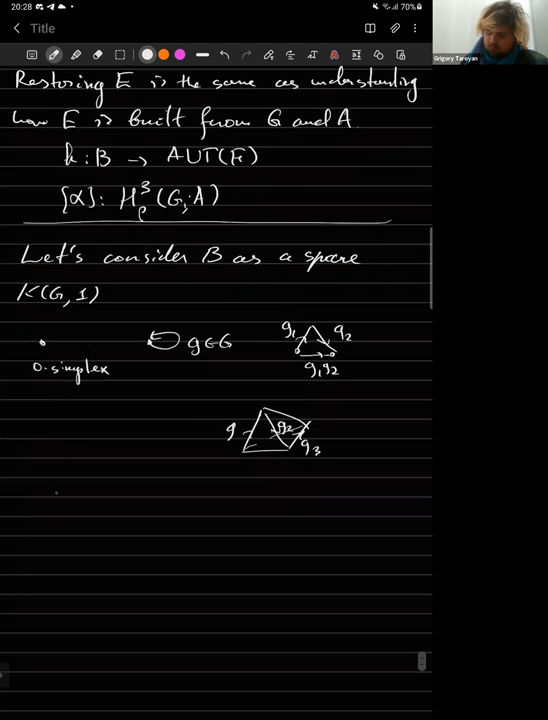 20:28
70%
Title
Grigory Taroyan
Restoring E is the same as understanding
how E is built from G and A.
k: B → AUT(F)
[α]: H³ρ(G; A)
Let's consider B as a space
K(G, 1)
0-simplex
g∈G
g₁ g₂
g₁g₂
g g₂
g₃